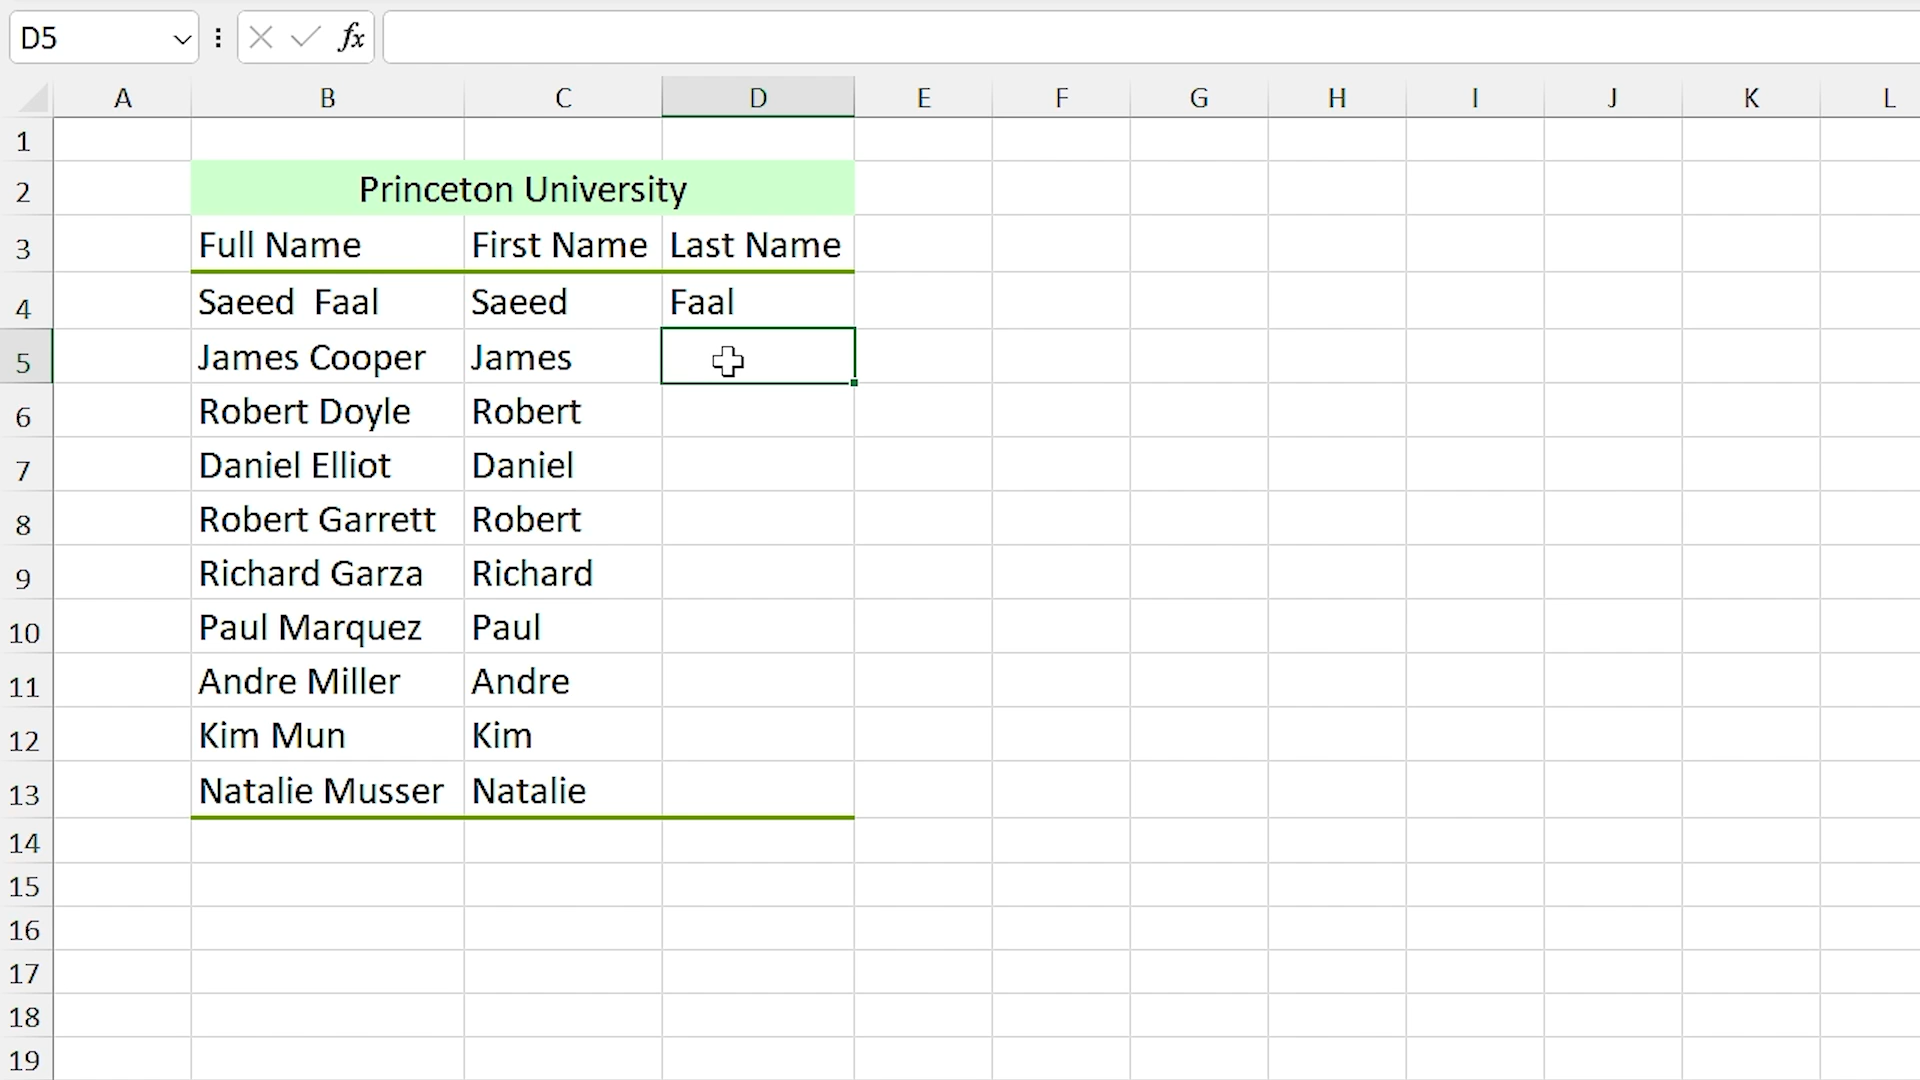 D5 fx
A B C D E F G H I J K L
1
2 Princeton University
3 Full Name First Name Last Name
4 Saeed  Faal Saeed Faal
5 James Cooper James
6 Robert Doyle Robert
7 Daniel Elliot Daniel
8 Robert Garrett Robert
9 Richard Garza Richard
10 Paul Marquez Paul
11 Andre Miller Andre
12 Kim Mun Kim
13 Natalie Musser Natalie
14
15
16
17
18
19